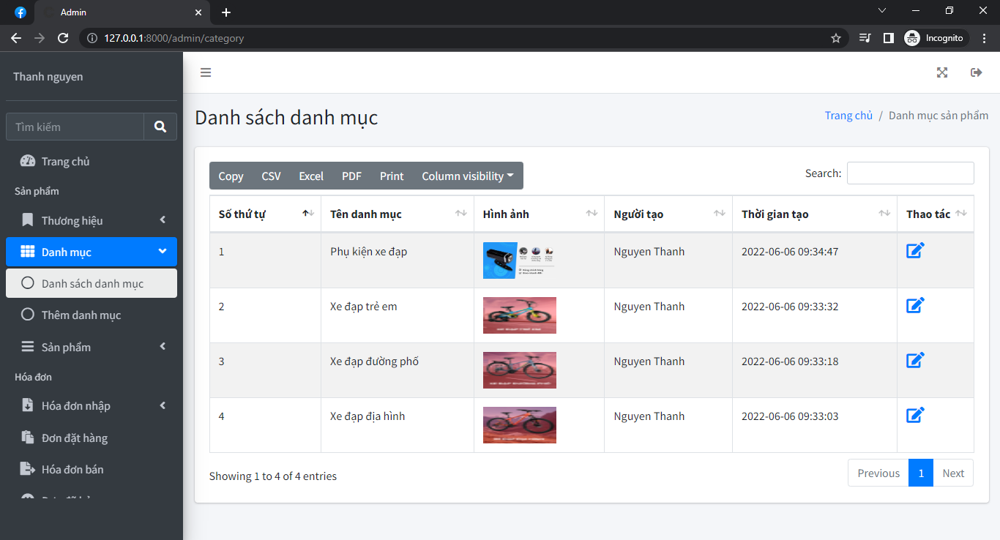 Admin
127.0.0.1:8000/admin/category
Incognito
Thanh nguyen
Tìm kiếm
Trang chủ
Sản phẩm
Thương hiệu
Danh mục
Danh sách danh mục
Thêm danh mục
Sản phẩm
Hóa đơn
Hóa đơn nhập
Đơn đặt hàng
Hóa đơn bán
Danh sách danh mục
Trang chủ / Danh mục sản phẩm
Copy CSV Excel PDF Print Column visibility
Search:
Số thứ tự Tên danh mục Hình ảnh Người tạo Thời gian tạo Thao tác
1 Phụ kiện xe đạp Nguyen Thanh 2022-06-06 09:34:47
2 Xe đạp trẻ em Nguyen Thanh 2022-06-06 09:33:32
3 Xe đạp đường phố Nguyen Thanh 2022-06-06 09:33:18
4 Xe đạp địa hình Nguyen Thanh 2022-06-06 09:33:03
Showing 1 to 4 of 4 entries
Previous 1 Next